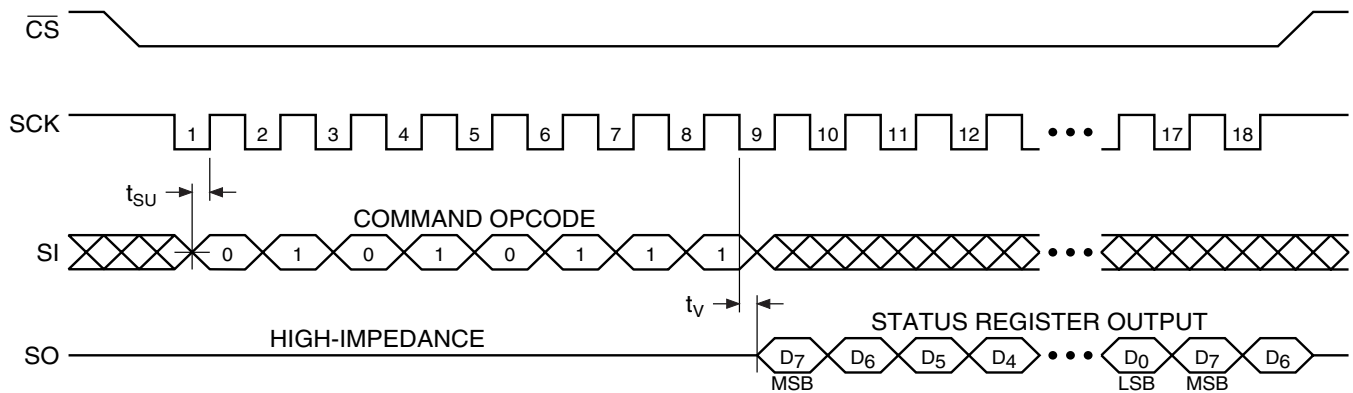 CS
SCK 1 2 3 4 5 6 7 8 9 10 11 12 ••• 17 18
tSU
COMMAND OPCODE
SI 0 1 0 1 0 1 1 1 •••
tV
HIGH-IMPEDANCE STATUS REGISTER OUTPUT
SO D7 D6 D5 D4 ••• D0 D7 D6
MSB LSB MSB